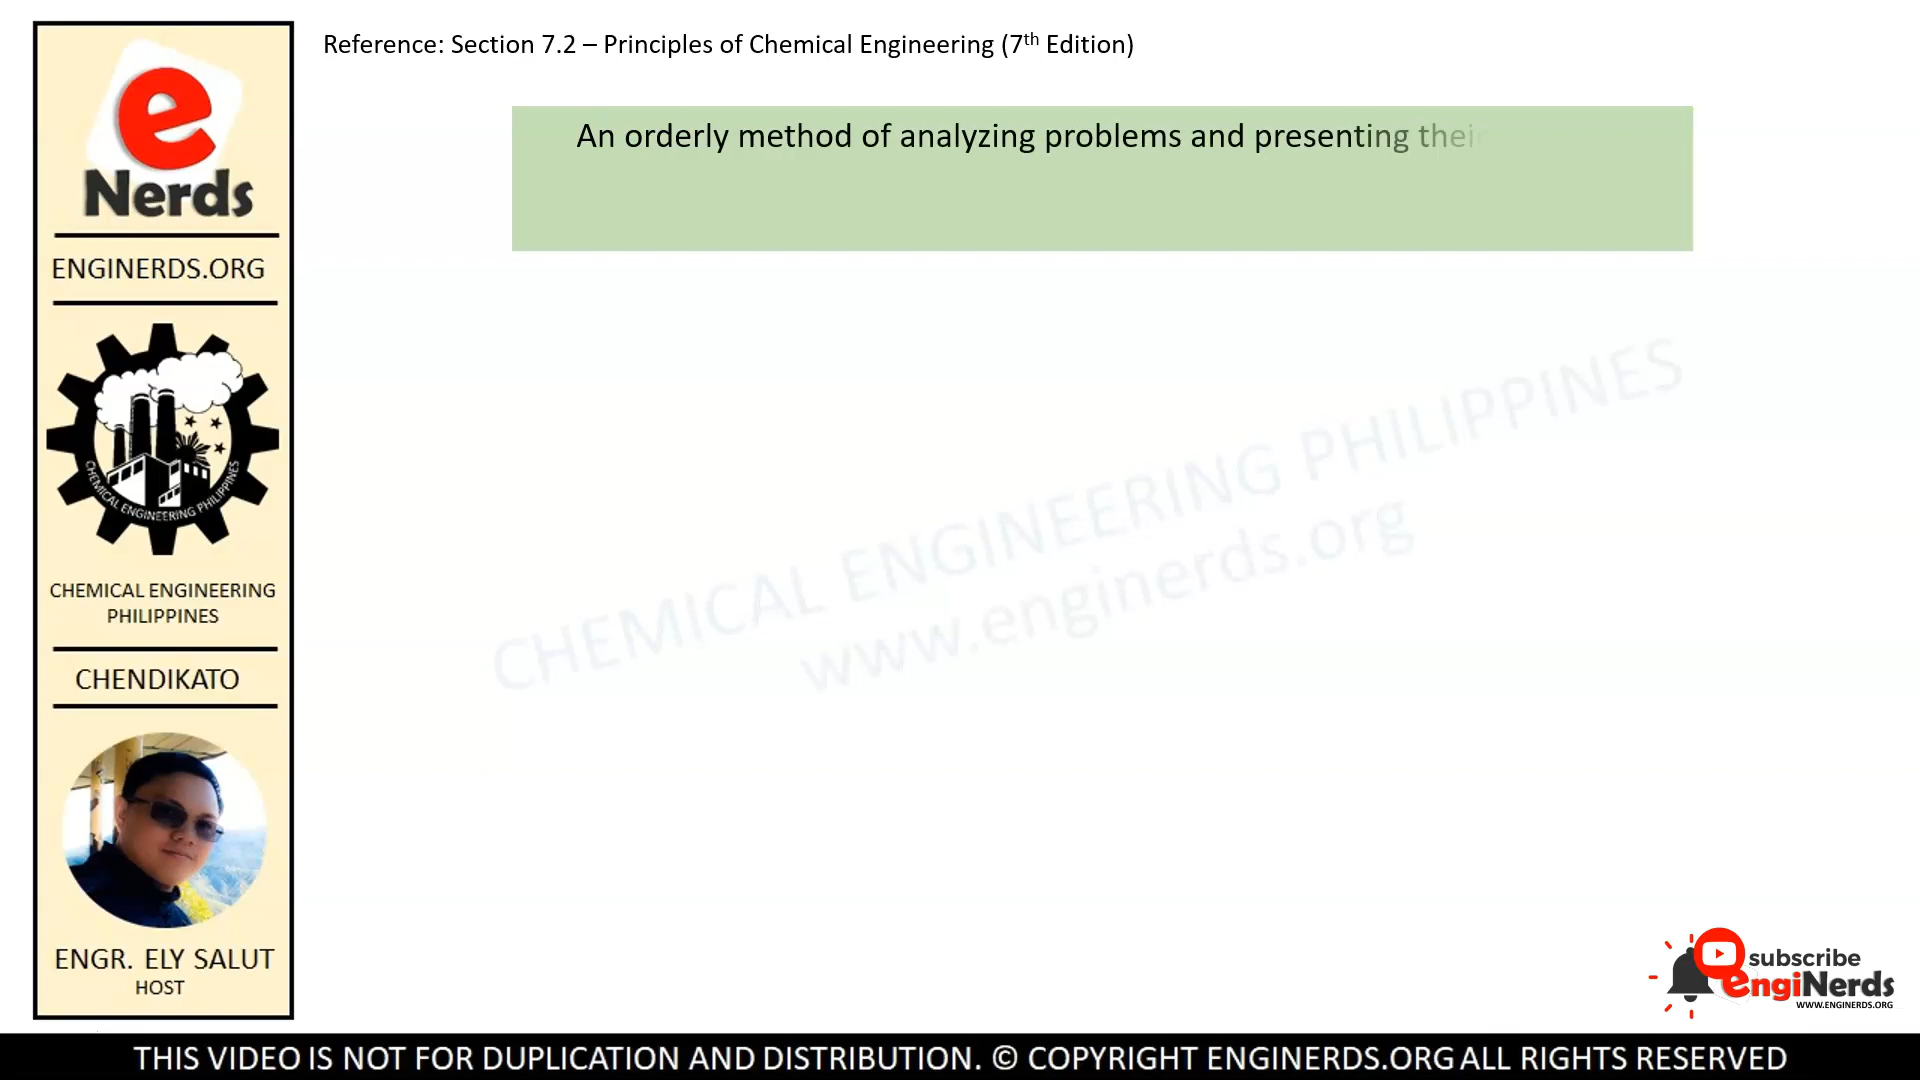 Reference: Section 7.2 – Principles of Chemical Engineering (7th Edition)
An orderly method of analyzing problems and presenting their
e
Nerds
ENGINERDS.ORG
CHEMICAL ENGINEERING PHILIPPINES
CHEMICAL ENGINEERING
PHILIPPINES
CHENDIKATO
ENGR. ELY SALUT
HOST
CHEMICAL ENGINEERING PHILIPPINES
www.enginerds.org
subscribe
engiNerds
WWW.ENGINERDS.ORG
THIS VIDEO IS NOT FOR DUPLICATION AND DISTRIBUTION. © COPYRIGHT ENGINERDS.ORG ALL RIGHTS RESERVED